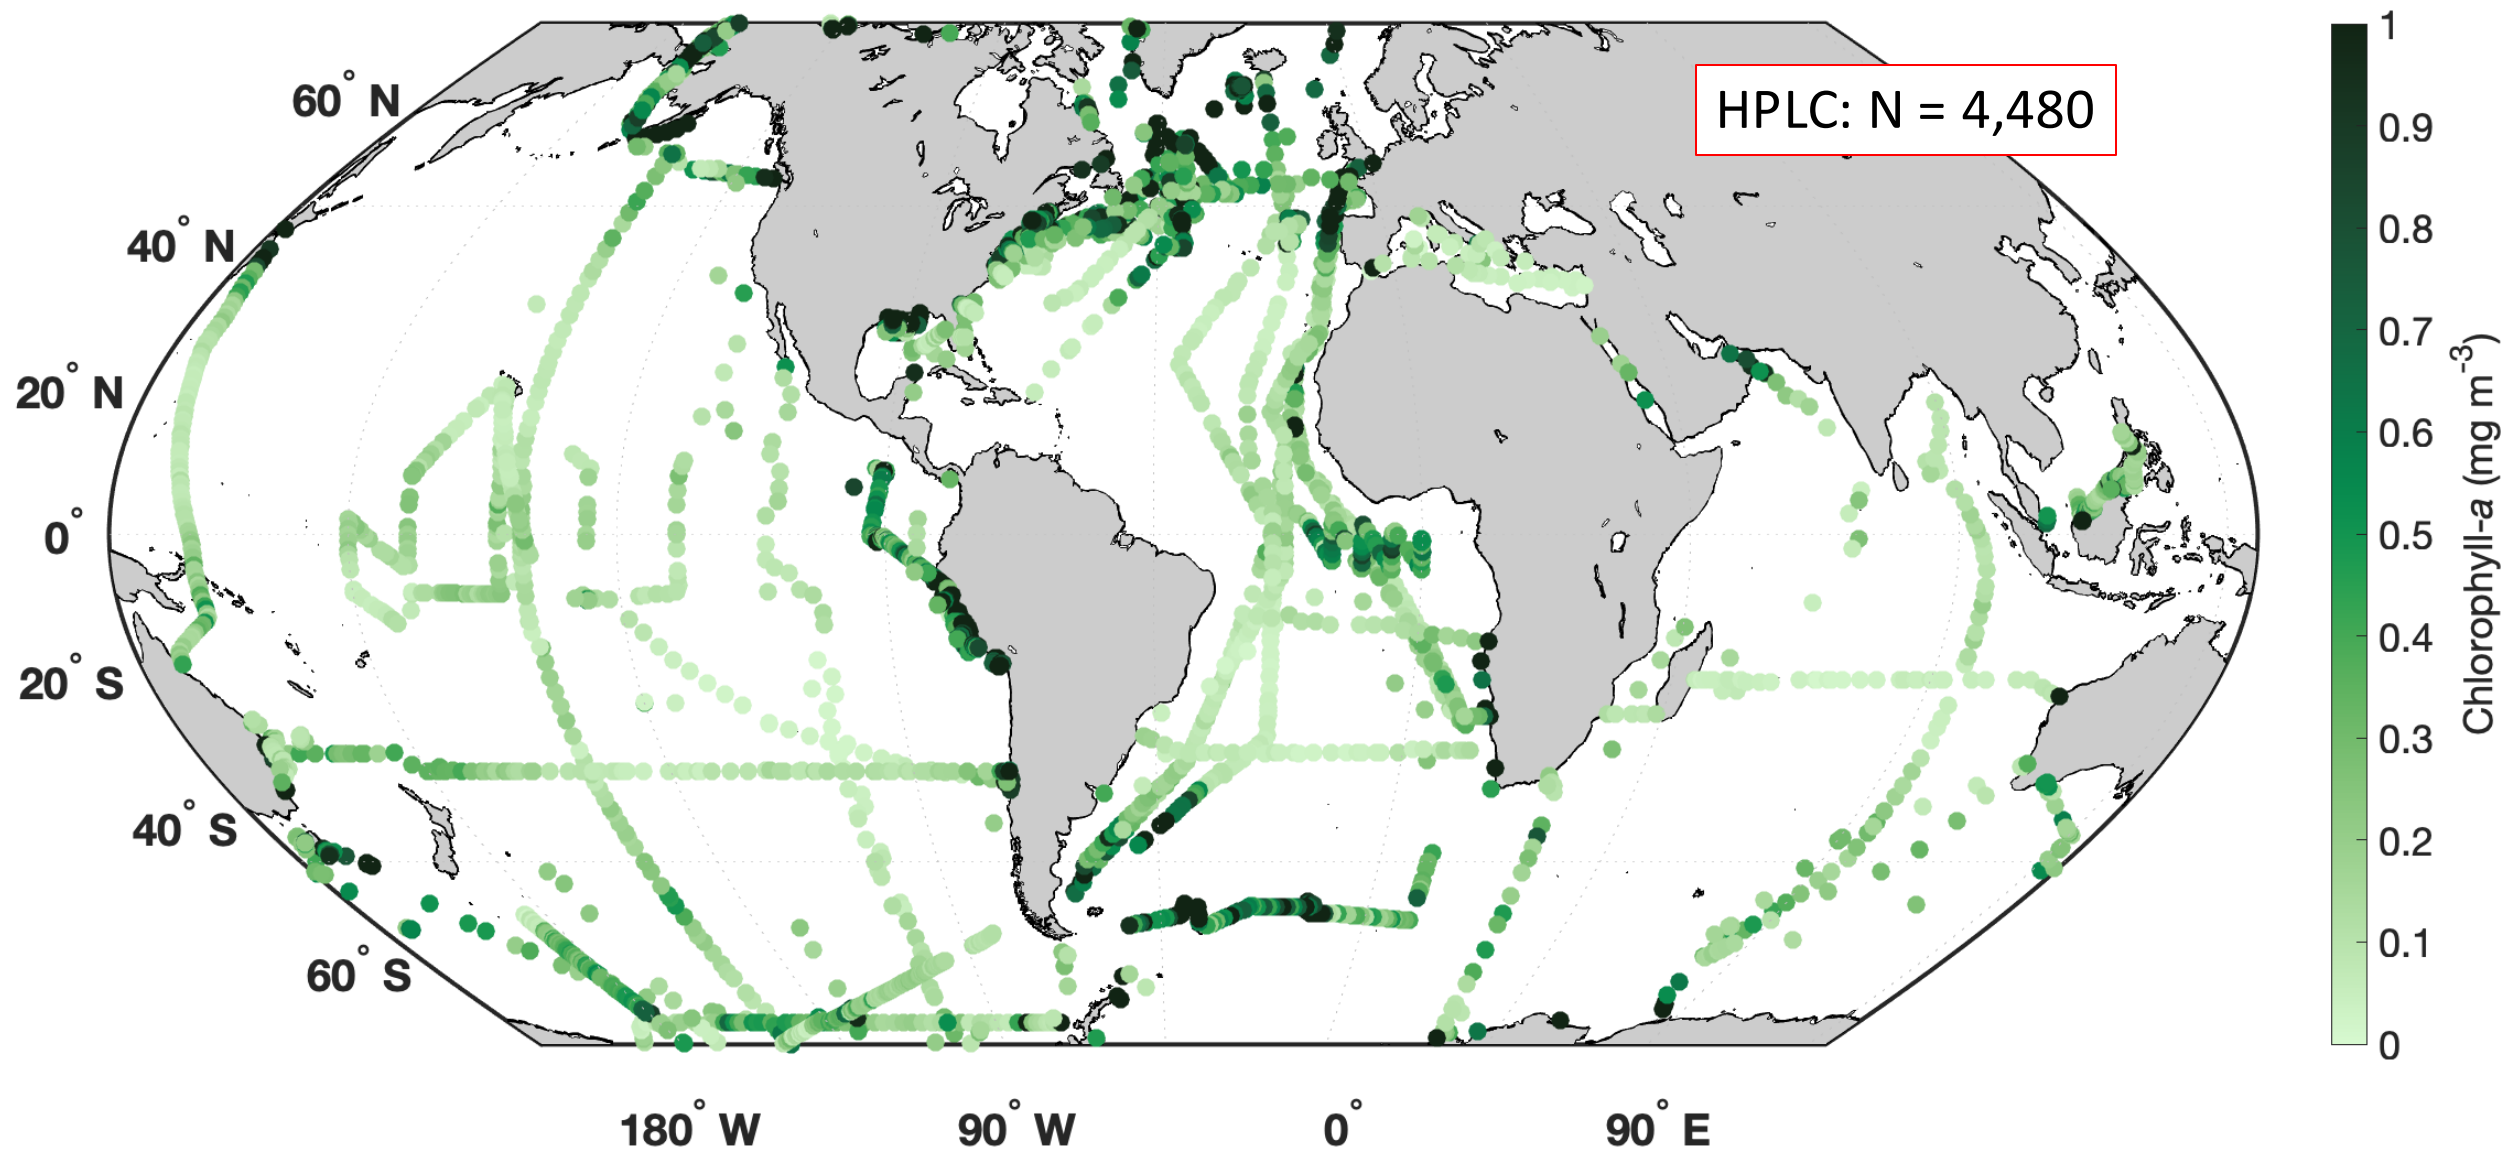 HPLC: N = 4,480
60° N
40° N
20° N
0°
20° S
40° S
60° S
180° W
90° W
0°
90° E
1
0.9
0.8
0.7
0.6
0.5
0.4
0.3
0.2
0.1
0
Chlorophyll-a (mg m⁻³)